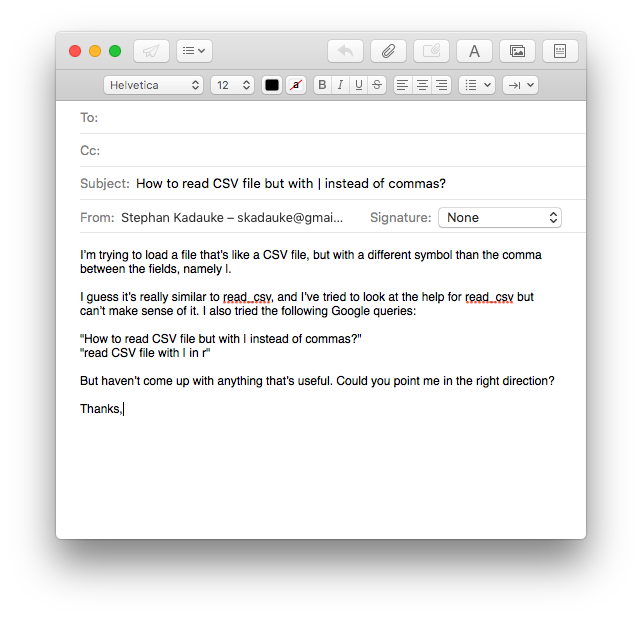 Helvetica 12 a B I U S
A
To:
Cc:
Subject: How to read CSV file but with | instead of commas?
From: Stephan Kadauke – skadauke@gmai... Signature: None
I’m trying to load a file that’s like a CSV file, but with a different symbol than the comma
between the fields, namely |.
I guess it’s really similar to read_csv, and I’ve tried to look at the help for read_csv but
can’t make sense of it. I also tried the following Google queries:
"How to read CSV file but with | instead of commas?"
"read CSV file with | in r"
But haven’t come up with anything that’s useful. Could you point me in the right direction?
Thanks,